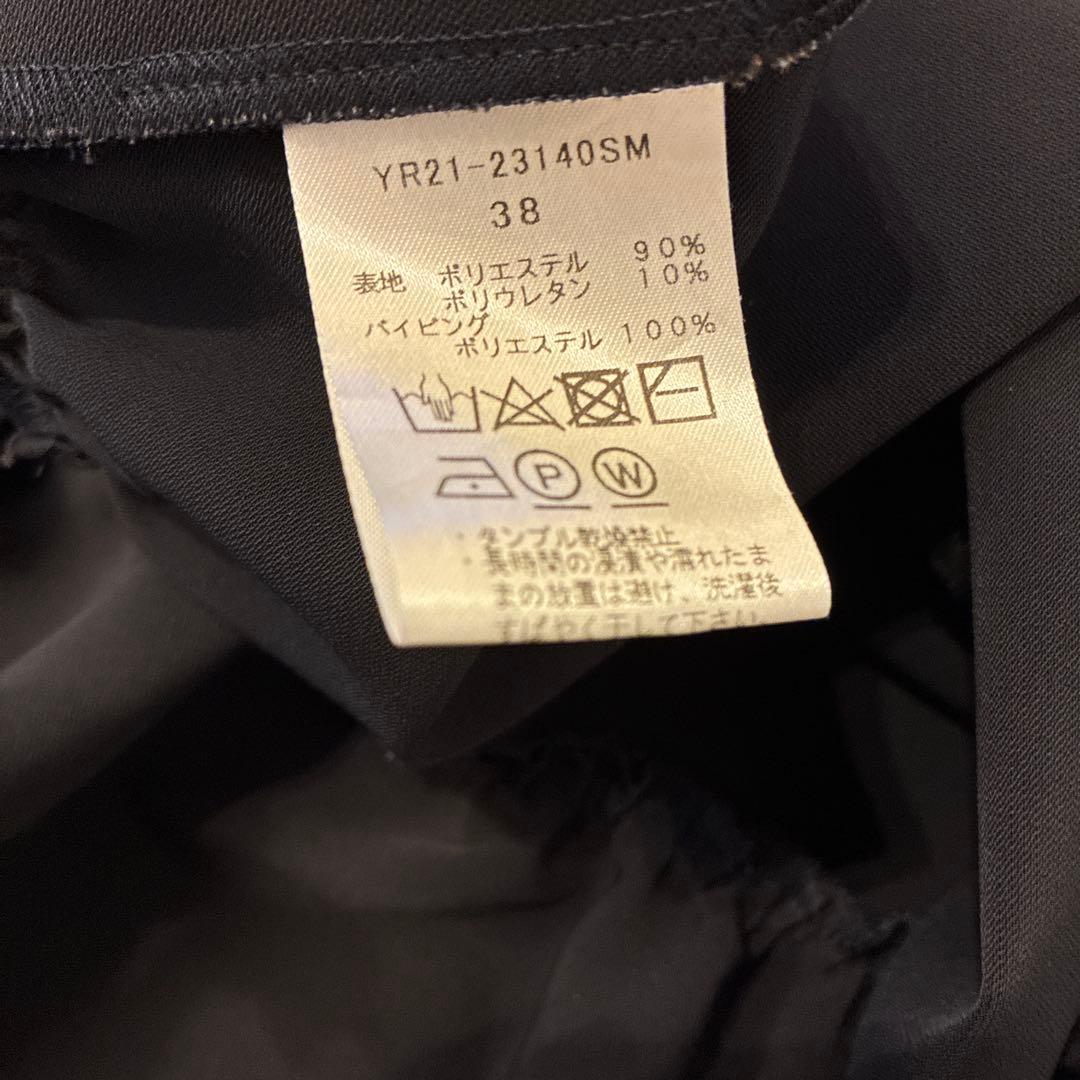 YR21-23140SM
38
表地 ポリエステル 90%
ポリウレタン 10%
パイピング
ポリエステル 100%
P W
・タンブル乾燥禁止
・長時間の浸漬や濡れたま
まの放置は避け、洗濯後
すばやく干して下さい。